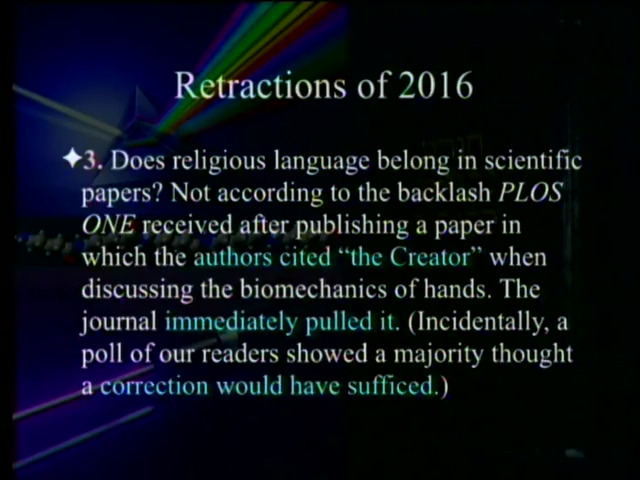 Retractions of 2016
3. Does religious language belong in scientific
papers? Not according to the backlash PLOS
ONE received after publishing a paper in
which the authors cited “the Creator” when
discussing the biomechanics of hands. The
journal immediately pulled it. (Incidentally, a
poll of our readers showed a majority thought
a correction would have sufficed.)